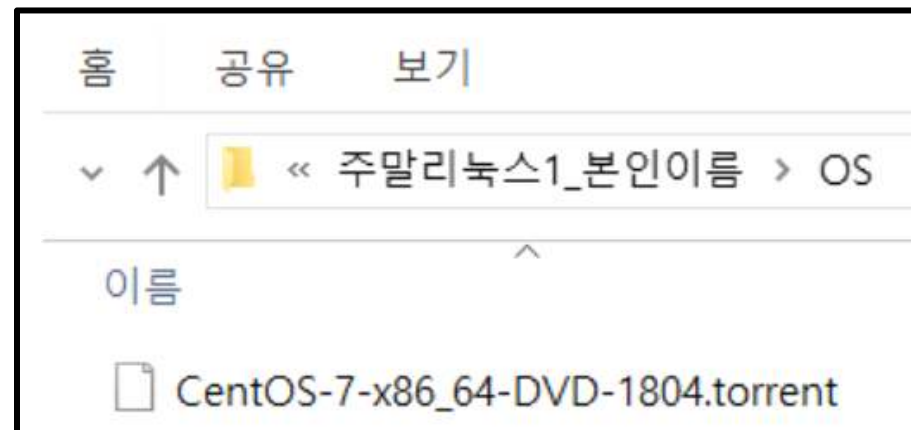 홈 공유 보기
« 주말리눅스1_본인이름 > OS
이름
CentOS-7-x86_64-DVD-1804.torrent